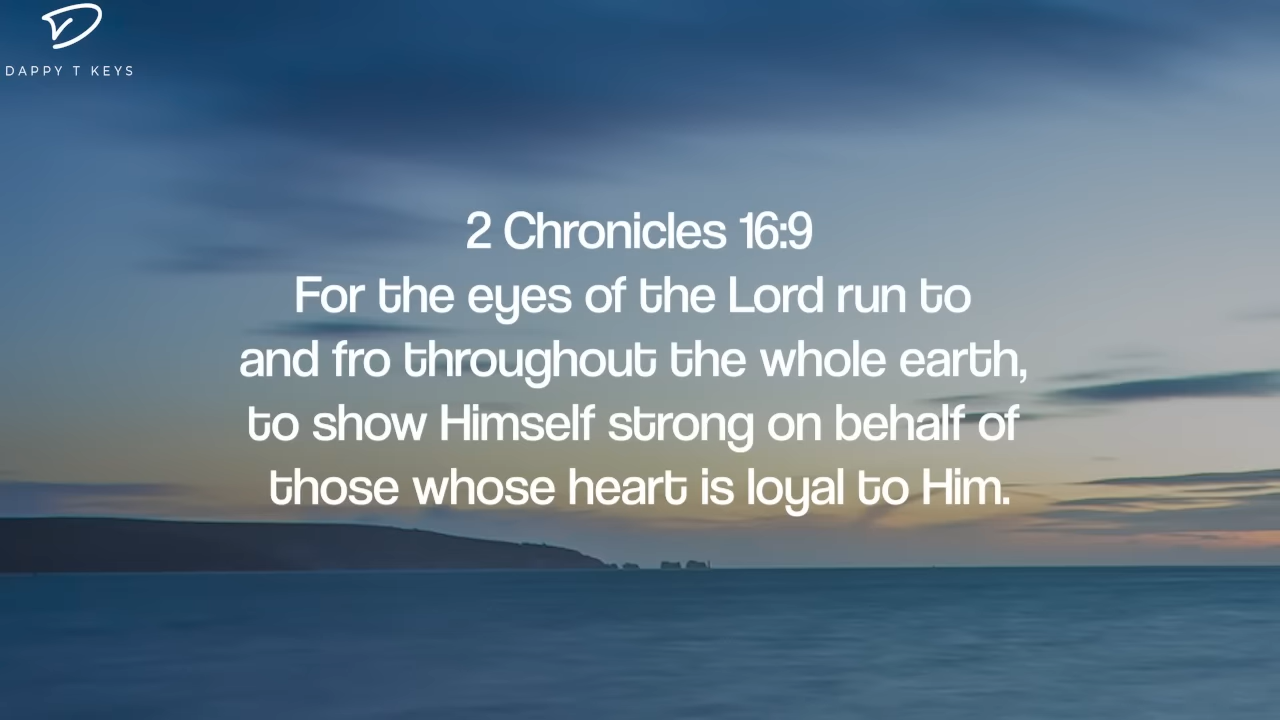 DAPPY T KEYS
2 Chronicles 16:9
For the eyes of the Lord run to
and fro throughout the whole earth,
to show Himself strong on behalf of
those whose heart is loyal to Him.